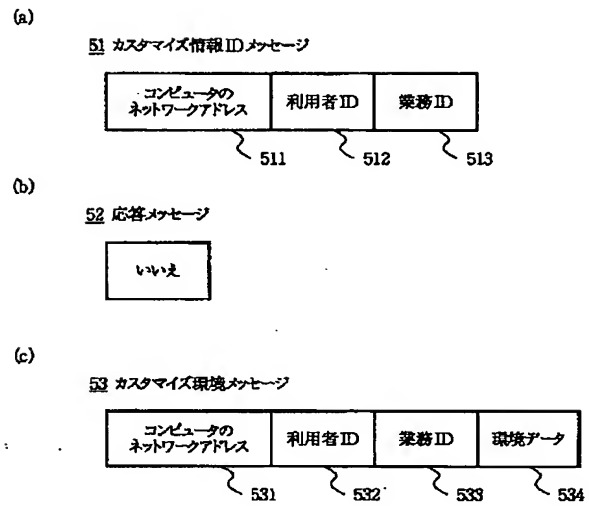 (a)
51 カスタマイズ情報IDメッセージ
コンピュータの
ネットワークアドレス
利用者ID
業務ID
511
512
513
(b)
52 応答メッセージ
いいえ
(c)
53 カスタマイズ環境メッセージ
コンピュータの
ネットワークアドレス
利用者ID
業務ID
環境データ
531
532
533
534